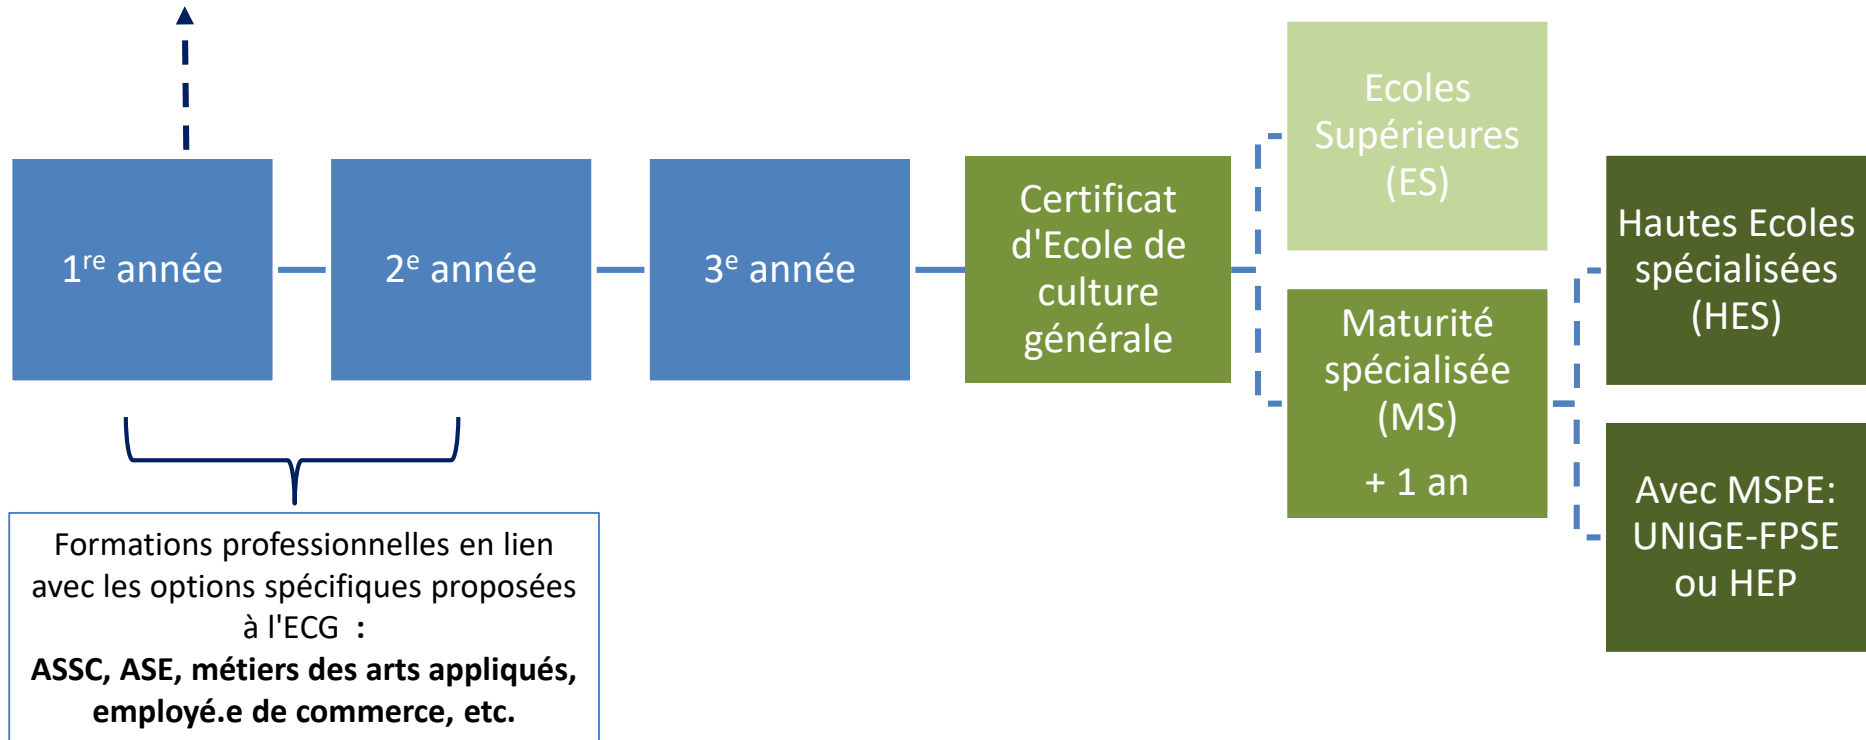 1re année
2e année
3e année
Certificat
d'Ecole de
culture
générale
Ecoles
Supérieures
(ES)
Maturité
spécialisée
(MS)
+ 1 an
Hautes Ecoles
spécialisées
(HES)
Avec MSPE:
UNIGE-FPSE
ou HEP
Formations professionnelles en lien
avec les options spécifiques proposées
à l'ECG :
ASSC, ASE, métiers des arts appliqués,
employé.e de commerce, etc.